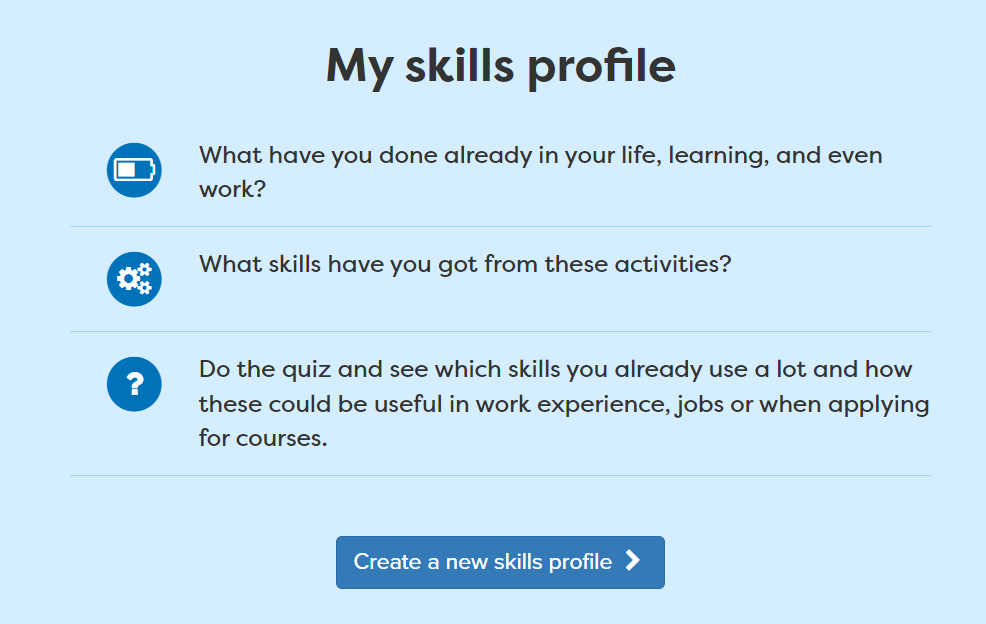 My skills profile
What have you done already in your life, learning, and even
work?
What skills have you got from these activities?
?
Do the quiz and see which skills you already use a lot and how
these could be useful in work experience, jobs or when applying
for courses.
Create a new skills profile